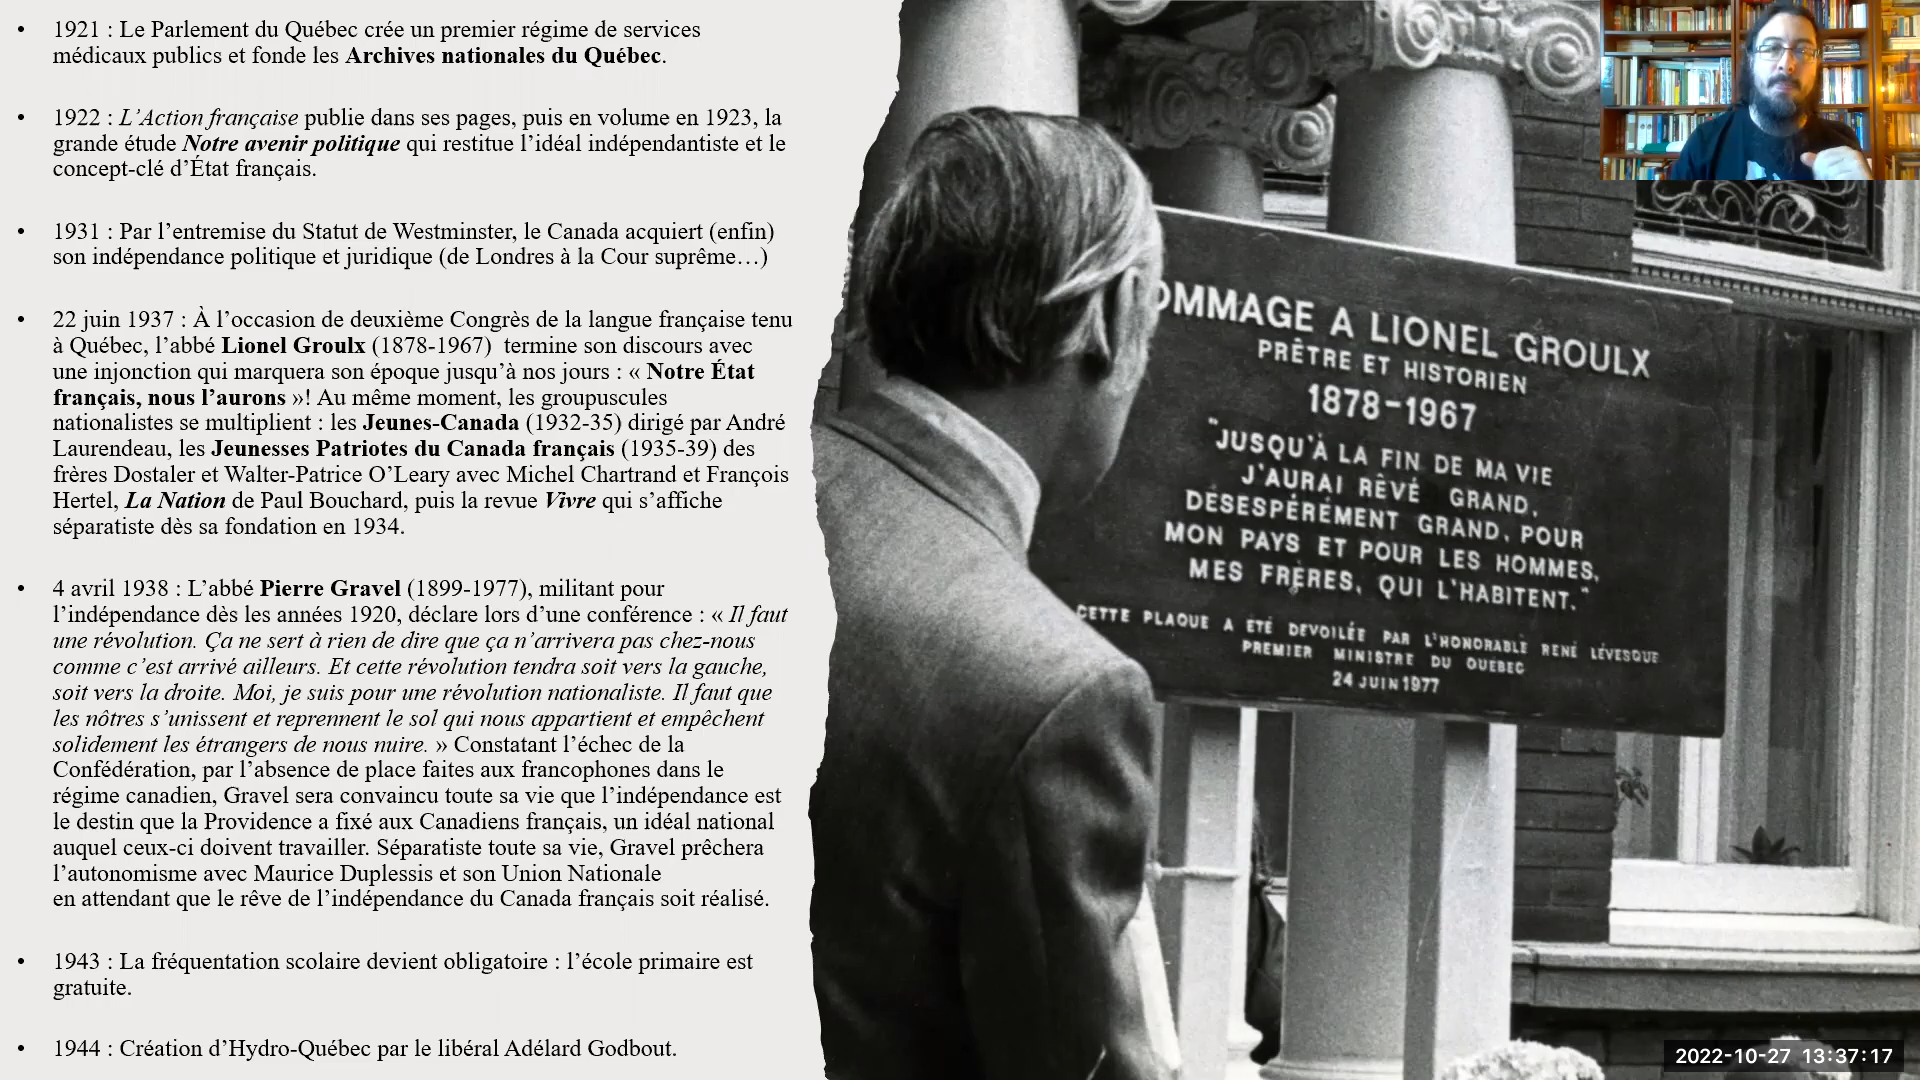 • 1921 : Le Parlement du Québec crée un premier régime de services
médicaux publics et fonde les Archives nationales du Québec.
• 1922 : L’Action française publie dans ses pages, puis en volume en 1923, la
grande étude Notre avenir politique qui restitue l’idéal indépendantiste et le
concept-clé d’État français.
• 1931 : Par l’entremise du Statut de Westminster, le Canada acquiert (enfin)
son indépendance politique et juridique (de Londres à la Cour suprême…)
• 22 juin 1937 : À l’occasion de deuxième Congrès de la langue française tenu
à Québec, l’abbé Lionel Groulx (1878-1967) termine son discours avec
une injonction qui marquera son époque jusqu’à nos jours : « Notre État
français, nous l’aurons »! Au même moment, les groupuscules
nationalistes se multiplient : les Jeunes-Canada (1932-35) dirigé par André
Laurendeau, les Jeunesses Patriotes du Canada français (1935-39) des
frères Dostaler et Walter-Patrice O’Leary avec Michel Chartrand et François
Hertel, La Nation de Paul Bouchard, puis la revue Vivre qui s’affiche
séparatiste dès sa fondation en 1934.
• 4 avril 1938 : L’abbé Pierre Gravel (1899-1977), militant pour
l’indépendance dès les années 1920, déclare lors d’une conférence : « Il faut
une révolution. Ça ne sert à rien de dire que ça n’arrivera pas chez-nous
comme c’est arrivé ailleurs. Et cette révolution tendra soit vers la gauche,
soit vers la droite. Moi, je suis pour une révolution nationaliste. Il faut que
les nôtres s’unissent et reprennent le sol qui nous appartient et empêchent
solidement les étrangers de nous nuire. » Constatant l’échec de la
Confédération, par l’absence de place faites aux francophones dans le
régime canadien, Gravel sera convaincu toute sa vie que l’indépendance est
le destin que la Providence a fixé aux Canadiens français, un idéal national
auquel ceux-ci doivent travailler. Séparatiste toute sa vie, Gravel prêchera
l’autonomisme avec Maurice Duplessis et son Union Nationale
en attendant que le rêve de l’indépendance du Canada français soit réalisé.
• 1943 : La fréquentation scolaire devient obligatoire : l’école primaire est
gratuite.
• 1944 : Création d’Hydro-Québec par le libéral Adélard Godbout.
OMMAGE A LIONEL GROULX
PRÊTRE ET HISTORIEN
1878-1967
"JUSQU'À LA FIN DE MA VIE
J'AURAI RÊVÉ GRAND,
DÉSESPÉRÉMENT GRAND, POUR
MON PAYS ET POUR LES HOMMES,
MES FRÈRES, QUI L'HABITENT."
CETTE PLAQUE A ETÉ DEVOILÉE PAR L'HONORABLE RENÉ LÉVESQUE
PREMIER MINISTRE DU QUÉBEC
24 JUIN 1977
2022-10-27 13:37:17